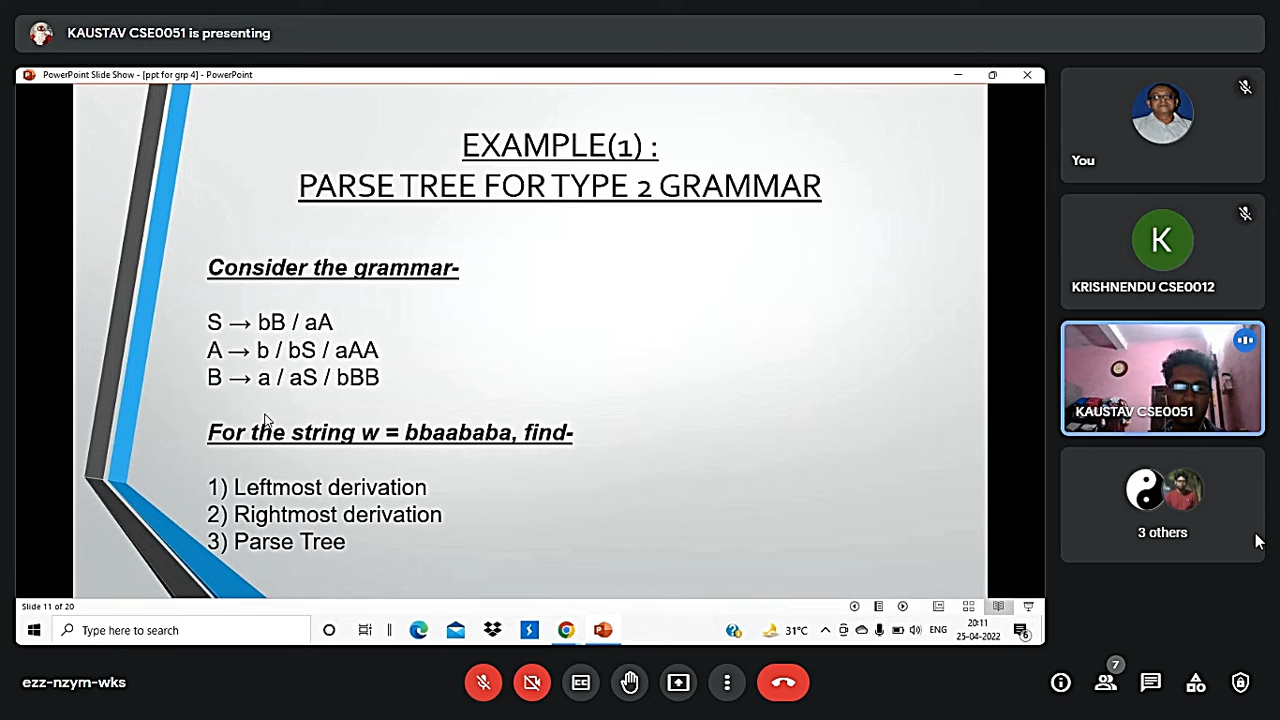 KAUSTAV CSE0051 is presenting
PowerPoint Slide Show - [ppt for grp 4] - PowerPoint
EXAMPLE(1) :
PARSE TREE FOR TYPE 2 GRAMMAR
Consider the grammar-
S → bB / aA
A → b / bS / aAA
B → a / aS / bBB
For the string w = bbaababa, find-
1) Leftmost derivation
2) Rightmost derivation
3) Parse Tree
Slide 11 of 20
Type here to search
31°C
ENG
20:11
25-04-2022
6
You
K
KRISHNENDU CSE0012
KAUSTAV CSE0051
3 others
ezz-nzym-wks
7